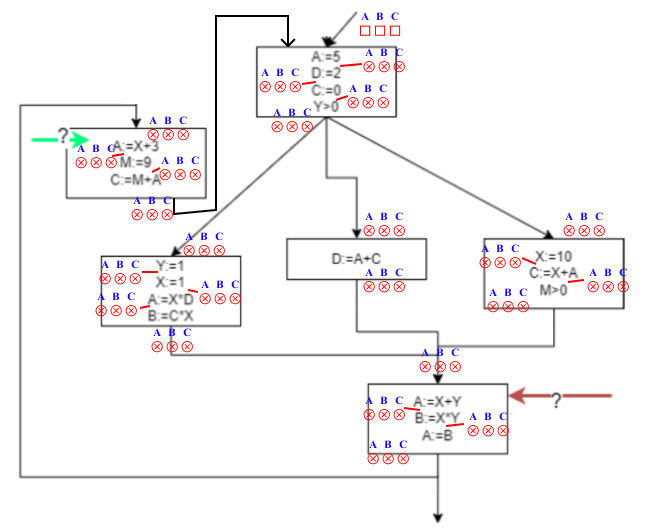 A B C
A:=5
A B C
D:=2
A B C
C:=0
A B C
Y>0
A B C
A B C
?
A:=X+3
A B C
M:=9
A B C
C:=M+A
A B C
A B C
Y:=1
A B C
X:=1
A B C
A:=X*D
A B C
B:=C*X
A B C
A B C
D:=A+C
A B C
A B C
X:=10
A B C
C:=X+A
A B C
M>0
A B C
A B C
?
A:=X+Y
A B C
B:=X*Y
A B C
A:=B
A B C